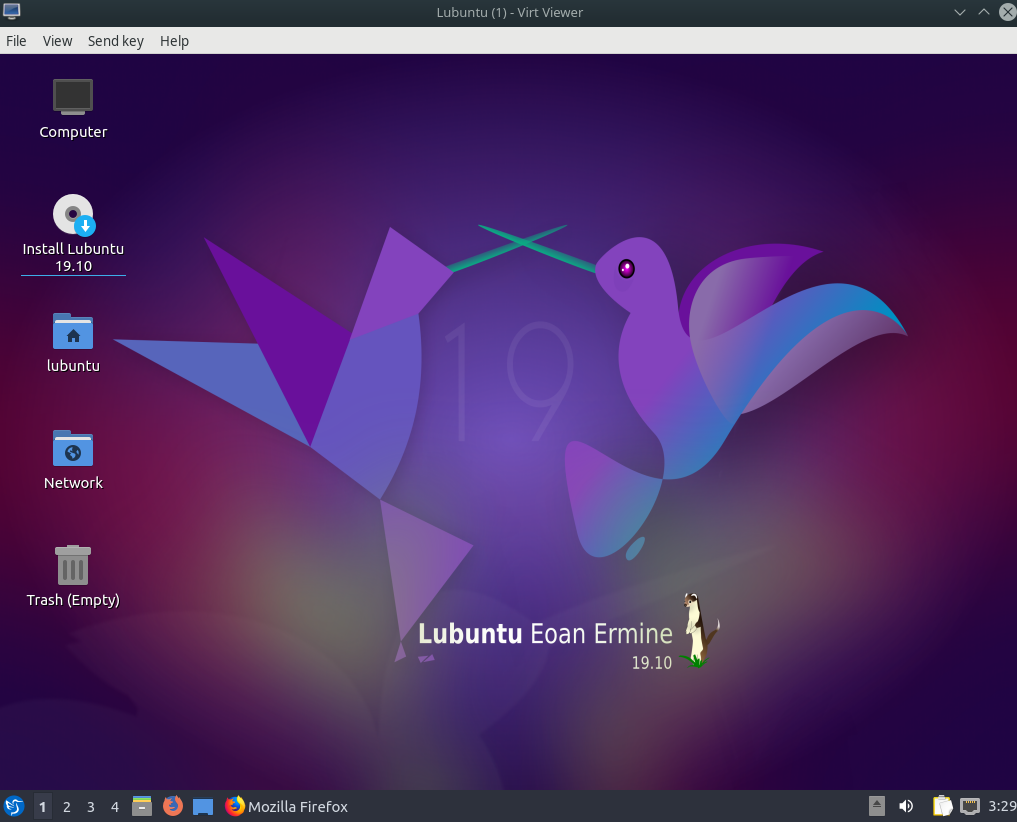 Lubuntu (1) - Virt Viewer
File View Send key Help
Computer
Install Lubuntu
19.10
lubuntu
Network
Trash (Empty)
19
Lubuntu Eoan Ermine
19.10
1 2 3 4 Mozilla Firefox 3:29